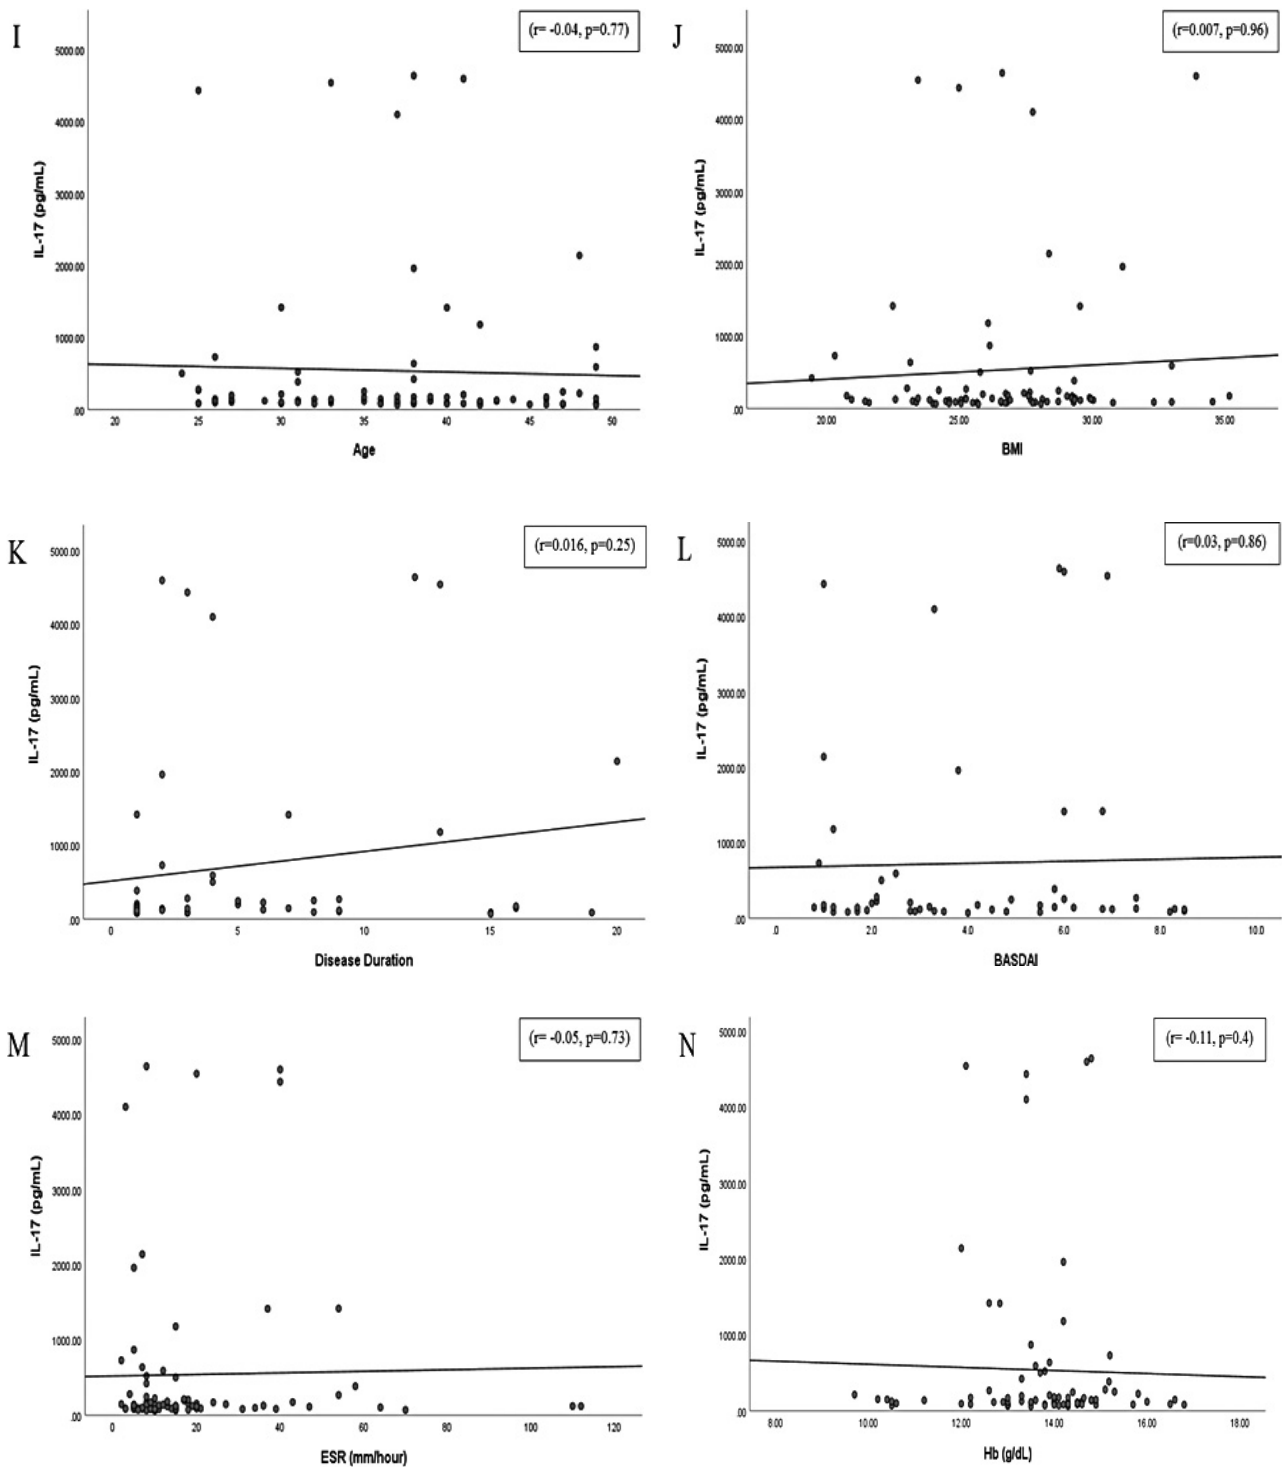 I
(r= -0.04, p=0.77)
5000.00
4000.00
3000.00
2000.00
1000.00
.00
IL-17 (pg/mL)
20 25 30 35 40 45 50
Age
J
(r=0.007, p=0.96)
5000.00
4000.00
3000.00
2000.00
1000.00
.00
IL-17 (pg/mL)
20.00 25.00 30.00 35.00
BMI
K
(r=0.016, p=0.25)
5000.00
4000.00
3000.00
2000.00
1000.00
.00
IL-17 (pg/mL)
0 5 10 15 20
Disease Duration
L
(r=0.03, p=0.86)
5000.00
4000.00
3000.00
2000.00
1000.00
.00
IL-17 (pg/mL)
.0 2.0 4.0 6.0 8.0 10.0
BASDAI
M
(r= -0.05, p=0.73)
5000.00
4000.00
3000.00
2000.00
1000.00
.00
IL-17 (pg/mL)
0 20 40 60 80 100 120
ESR (mm/hour)
N
(r= -0.11, p=0.4)
5000.00
4000.00
3000.00
2000.00
1000.00
.00
IL-17 (pg/mL)
8.00 10.00 12.00 14.00 16.00 18.00
Hb (g/dL)